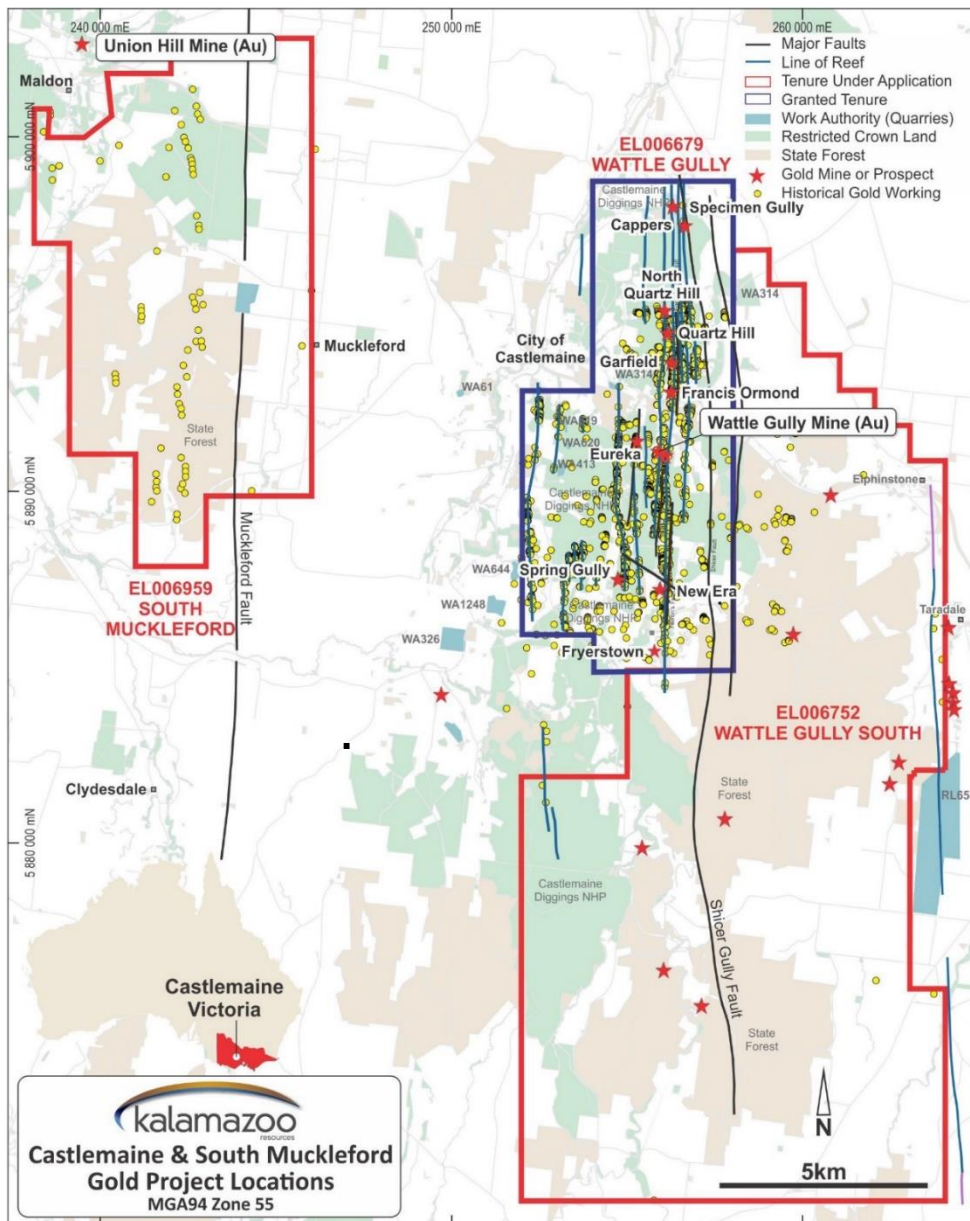 240 000 mE
250 000 mE
260 000 mE
Union Hill Mine (Au)
Maldon
5 900 000 mN
Major Faults
Line of Reef
Tenure Under Application
Granted Tenure
Work Authority (Quarries)
Restricted Crown Land
State Forest
Gold Mine or Prospect
Historical Gold Working
EL006679
WATTLE GULLY
Castlemaine
Diggings NHP
Specimen Gully
Cappers
North
Quartz Hill
WA314
Quartz Hill
City of
Castlemaine
Garfield
WA314
Muckleford
WA61
Francis Ormond
Wattle Gully Mine (Au)
State
Forest
Eureka
WA413
Elphinstone
5 890 000 mN
Castlemaine
Diggings NHP
Muckleford Fault
WA644
Spring Gully
New Era
EL006959
SOUTH
MUCKLEFORD
WA1248
Castlemaine
Diggings NHP
Taradale
WA326
Fryerstown
EL006752
WATTLE GULLY SOUTH
Clydesdale
State
Forest
RL65
5 880 000 mN
Castlemaine
Diggings NHP
Shicer Gully Fault
Castlemaine
Victoria
State
Forest
kalamazoo
resources
Castlemaine & South Muckleford
Gold Project Locations
MGA94 Zone 55
N
5km